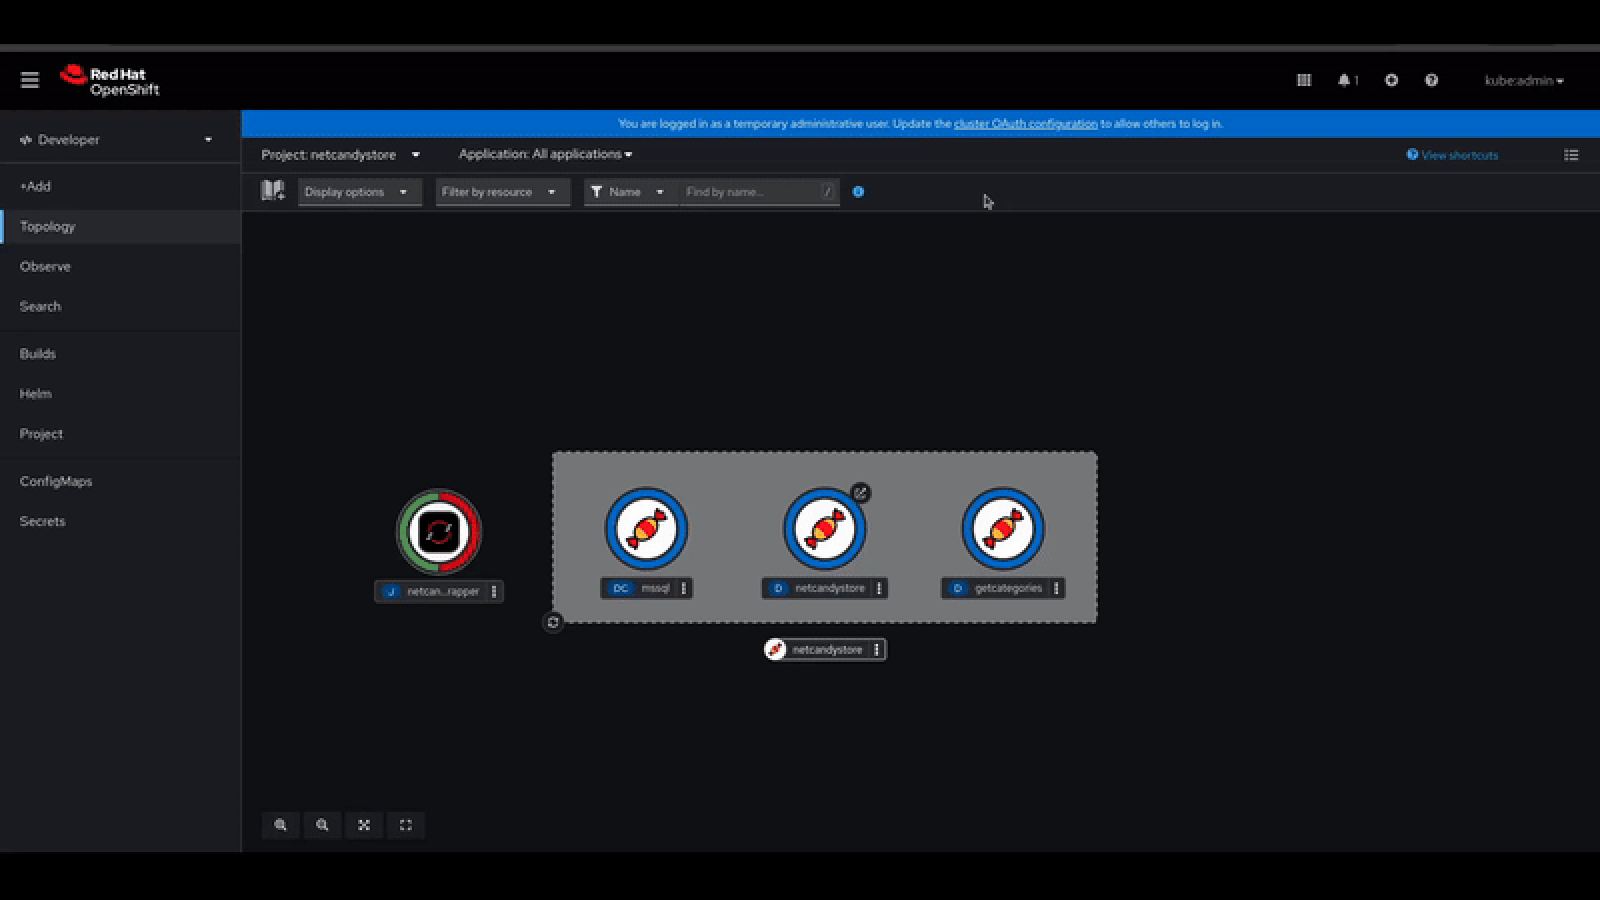 Red Hat
OpenShift
1
kube:admin
You are logged in as a temporary administrative user. Update the cluster OAuth configuration to allow others to log in.
Developer
+Add
Topology
Observe
Search
Builds
Helm
Project
ConfigMaps
Secrets
Project: netcandystore
Application: All applications
View shortcuts
Display options
Filter by resource
Name
Find by name...
/
J netcan...rapper
DC mssql
D netcandystore
D getcategories
netcandystore